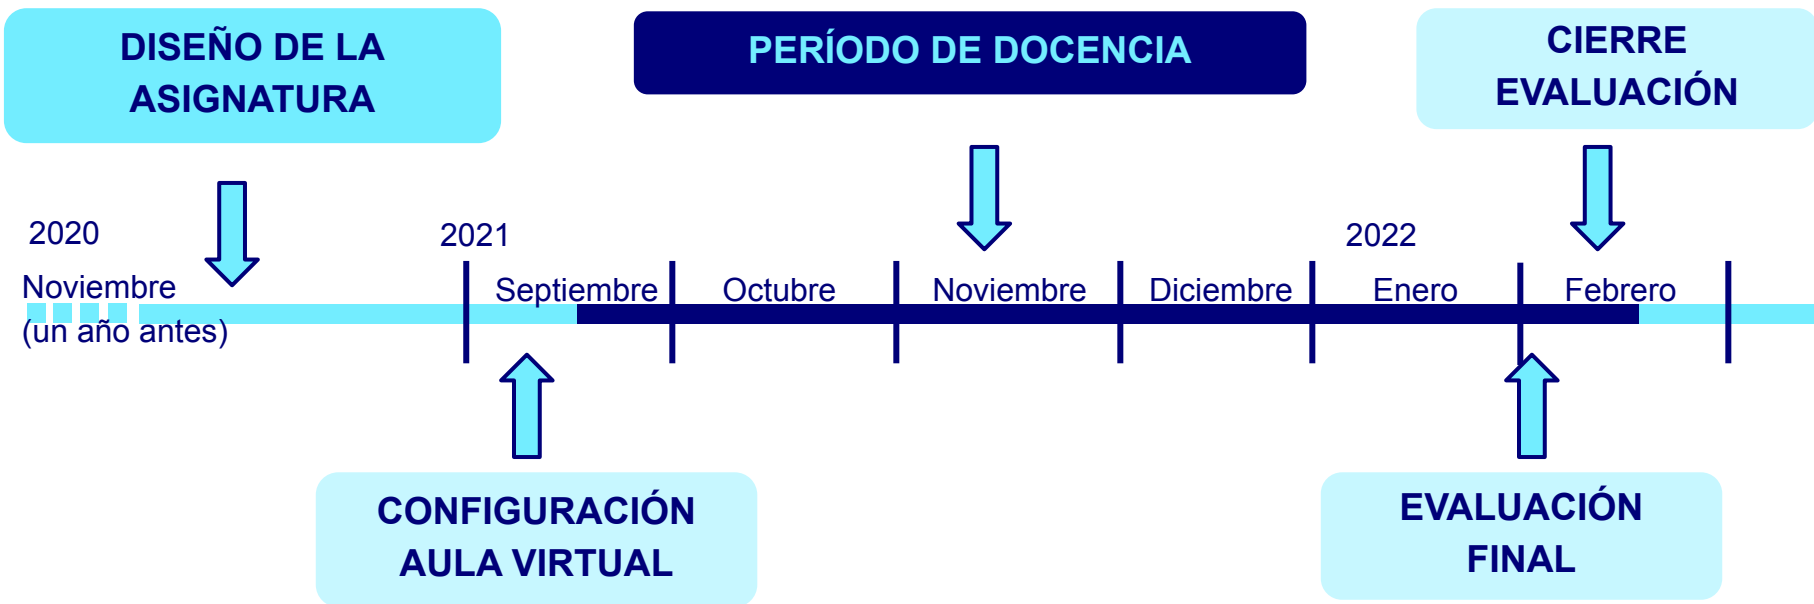 DISEÑO DE LA
ASIGNATURA
PERÍODO DE DOCENCIA
CIERRE
EVALUACIÓN
2020
2021
2022
Noviembre
(un año antes)
Septiembre
Octubre
Noviembre
Diciembre
Enero
Febrero
CONFIGURACIÓN
AULA VIRTUAL
EVALUACIÓN
FINAL